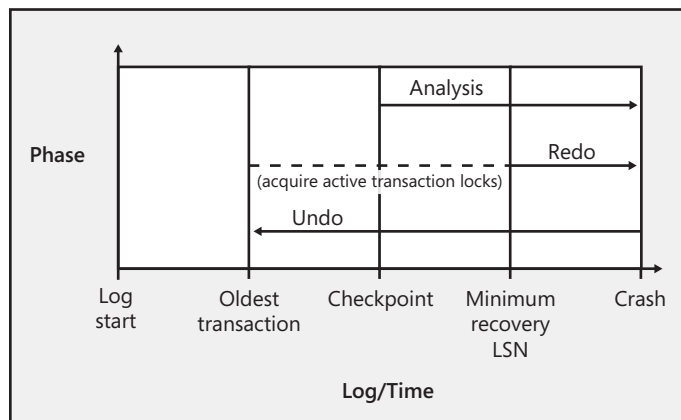 Analysis
Phase
Redo
(acquire active transaction locks)
Undo
Log
start
Oldest
transaction
Checkpoint
Minimum
recovery
LSN
Crash
Log/Time